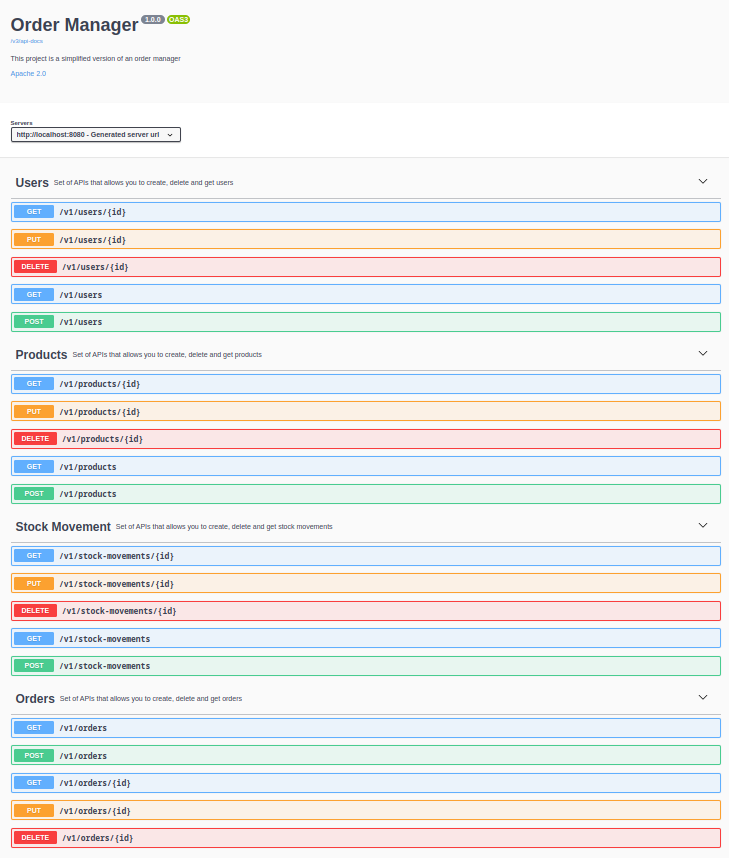 Order Manager 1.0.0 OAS3
/v3/api-docs
This project is a simplified version of an order manager
Apache 2.0
Servers
http://localhost:8080 - Generated server url
Users Set of APIs that allows you to create, delete and get users
GET /v1/users/{id}
PUT /v1/users/{id}
DELETE /v1/users/{id}
GET /v1/users
POST /v1/users
Products Set of APIs that allows you to create, delete and get products
GET /v1/products/{id}
PUT /v1/products/{id}
DELETE /v1/products/{id}
GET /v1/products
POST /v1/products
Stock Movement Set of APIs that allows you to create, delete and get stock movements
GET /v1/stock-movements/{id}
PUT /v1/stock-movements/{id}
DELETE /v1/stock-movements/{id}
GET /v1/stock-movements
POST /v1/stock-movements
Orders Set of APIs that allows you to create, delete and get orders
GET /v1/orders
POST /v1/orders
GET /v1/orders/{id}
PUT /v1/orders/{id}
DELETE /v1/orders/{id}